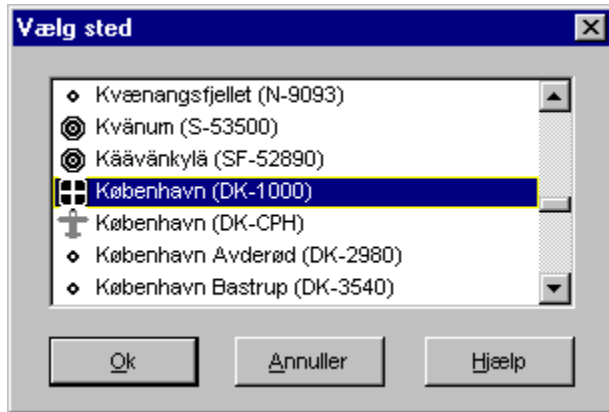 Vælg sted
Kvænangsfjellet (N-9093)
Kvänum (S-53500)
Käävänkylä (SF-52890)
København (DK-1000)
København (DK-CPH)
København Avderød (DK-2980)
København Bastrup (DK-3540)
Ok Annuller Hjælp